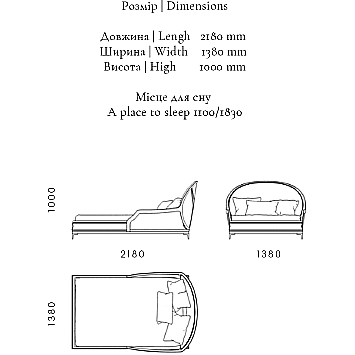 Розмір | Dimensions
Довжина | Lengh 2180 mm
Ширина | Width 1380 mm
Висота | High 1000 mm
Місце для сну
A place to sleep 1100/1830
1000
2180
1380
1380